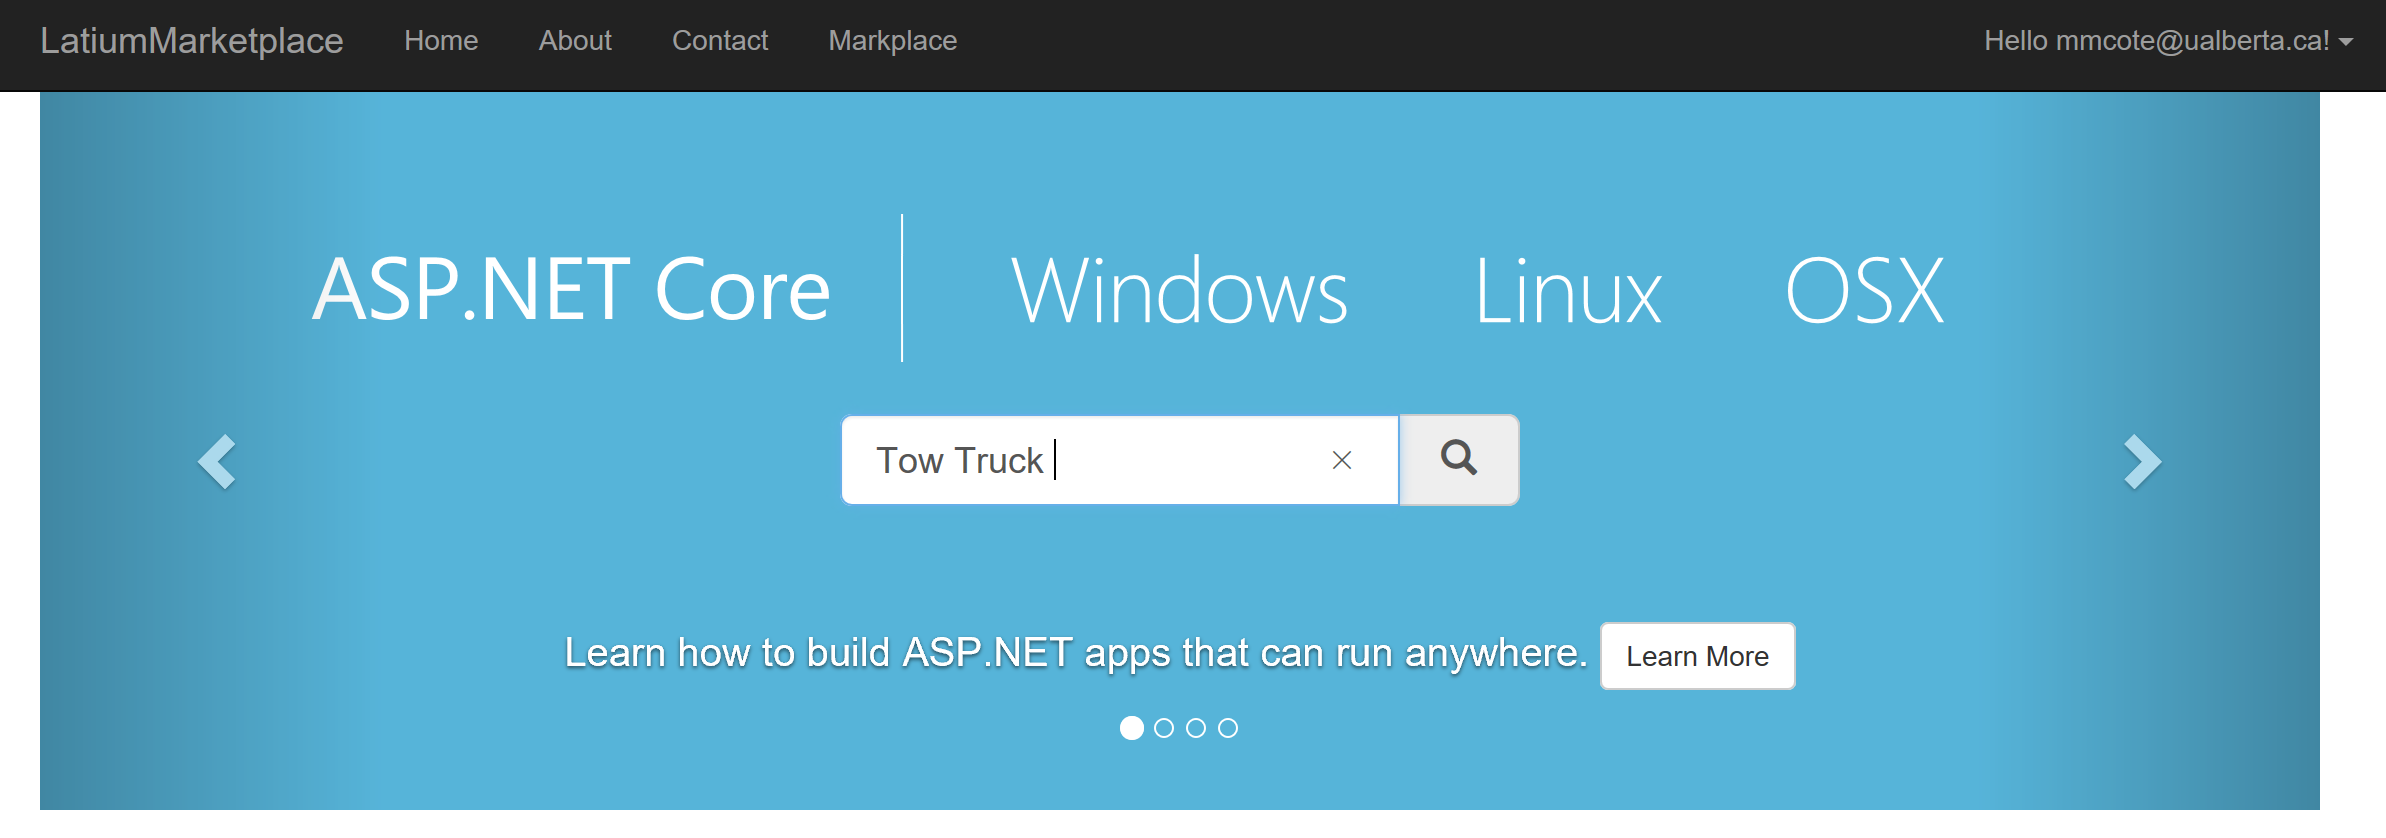 LatiumMarketplace Home About Contact Markplace Hello mmcote@ualberta.ca!
ASP.NET Core Windows Linux OSX
Tow Truck
Learn how to build ASP.NET apps that can run anywhere. Learn More